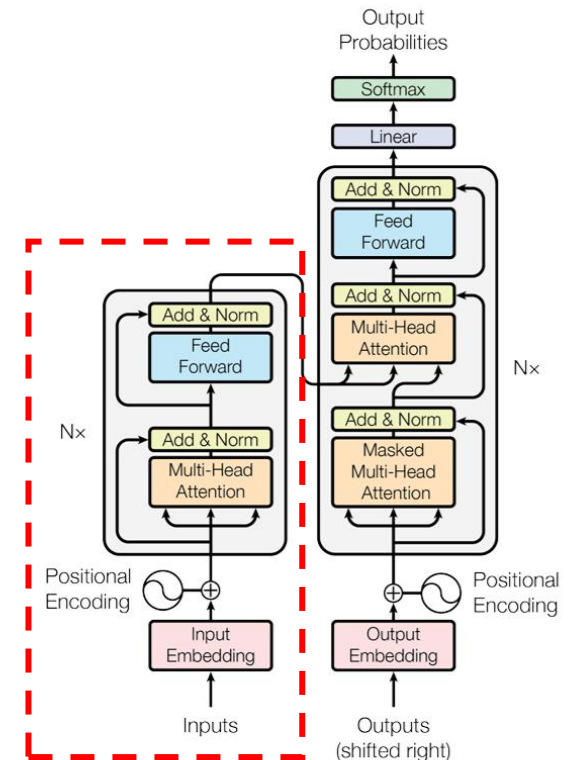 Output
Probabilities
Softmax
Linear
Add & Norm
Feed
Forward
Add & Norm
Multi-Head
Attention
Nx
Add & Norm
Masked
Multi-Head
Attention
Positional
Encoding
Output
Embedding
Outputs
(shifted right)
Add & Norm
Feed
Forward
Nx
Add & Norm
Multi-Head
Attention
Positional
Encoding
Input
Embedding
Inputs